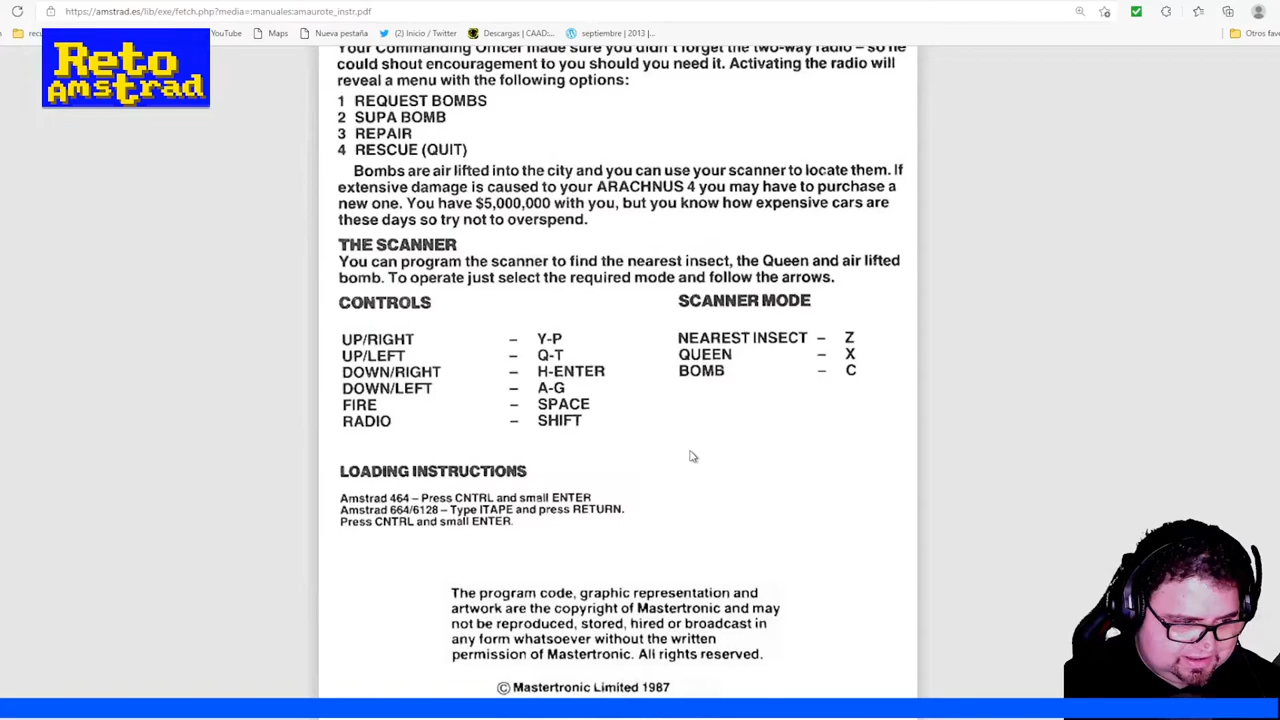 https://amstrad.es/lib/exe/fetch.php?media=:manuales:amaurote_instr.pdf
YouTube
Maps
Nueva pestaña
(2) Inicio / Twitter
Descargas (CAAD:...
septiembre | 2013 |...
Otros favo
Reto
Amstrad
Your Commanding Officer made sure you didn't forget the two-way radio – so he
could shout encouragement to you should you need it. Activating the radio will
reveal a menu with the following options:
1 REQUEST BOMBS
2 SUPA BOMB
3 REPAIR
4 RESCUE (QUIT)
Bombs are air lifted into the city and you can use your scanner to locate them. If
extensive damage is caused to your ARACHNUS 4 you may have to purchase a
new one. You have $5,000,000 with you, but you know how expensive cars are
these days so try not to overspend.
THE SCANNER
You can program the scanner to find the nearest insect, the Queen and air lifted
bomb. To operate just select the required mode and follow the arrows.
CONTROLS
UP/RIGHT – Y-P
UP/LEFT – Q-T
DOWN/RIGHT – H-ENTER
DOWN/LEFT – A-G
FIRE – SPACE
RADIO – SHIFT
SCANNER MODE
NEAREST INSECT – Z
QUEEN – X
BOMB – C
LOADING INSTRUCTIONS
Amstrad 464 – Press CNTRL and small ENTER
Amstrad 664/6128 – Type ITAPE and press RETURN.
Press CNTRL and small ENTER.
The program code, graphic representation and
artwork are the copyright of Mastertronic and may
not be reproduced, stored, hired or broadcast in
any form whatsoever without the written
permission of Mastertronic. All rights reserved.
© Mastertronic Limited 1987